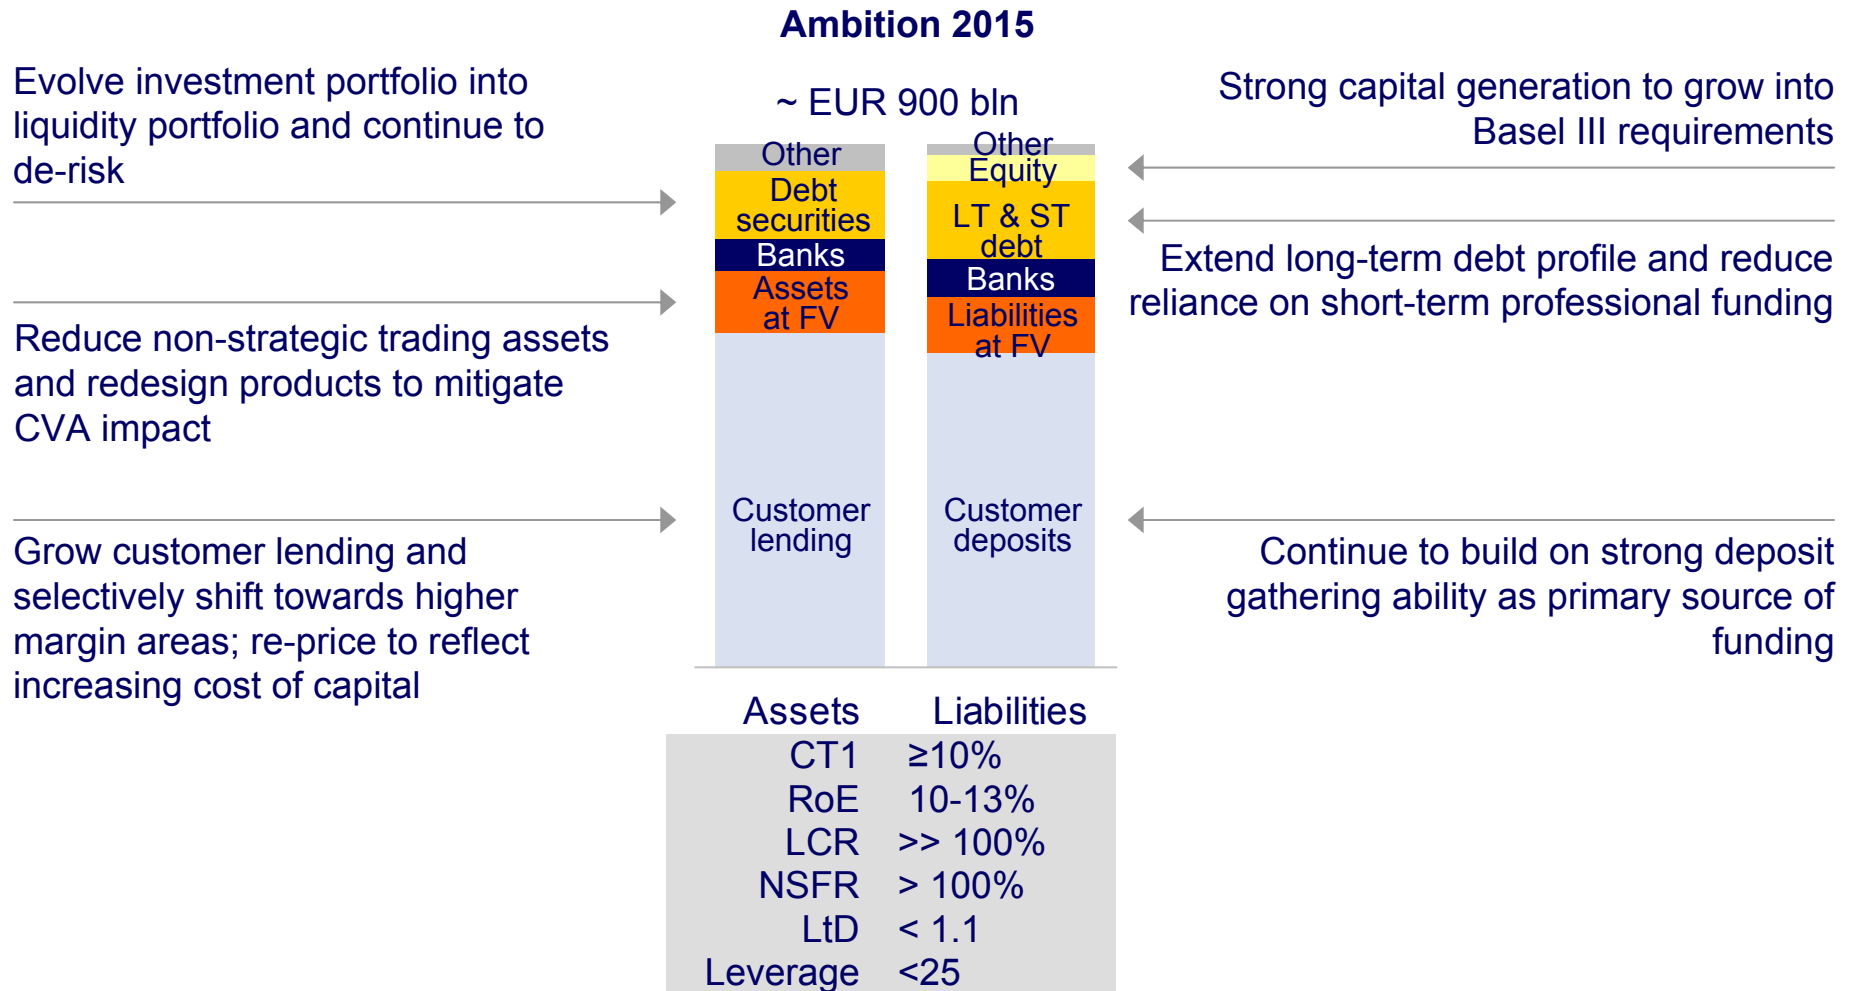 Ambition 2015
~ EUR 900 bln
Evolve investment portfolio into
liquidity portfolio and continue to
de-risk
Reduce non-strategic trading assets
and redesign products to mitigate
CVA impact
Grow customer lending and
selectively shift towards higher
margin areas; re-price to reflect
increasing cost of capital
Other
Debt
securities
Banks
Assets
at FV
Customer
lending
Other
Equity
LT & ST
debt
Banks
Liabilities
at FV
Customer
deposits
Strong capital generation to grow into
Basel III requirements
Extend long-term debt profile and reduce
reliance on short-term professional funding
Continue to build on strong deposit
gathering ability as primary source of
funding
Assets Liabilities
CT1 ≥10%
RoE 10-13%
LCR >> 100%
NSFR > 100%
LtD < 1.1
Leverage <25